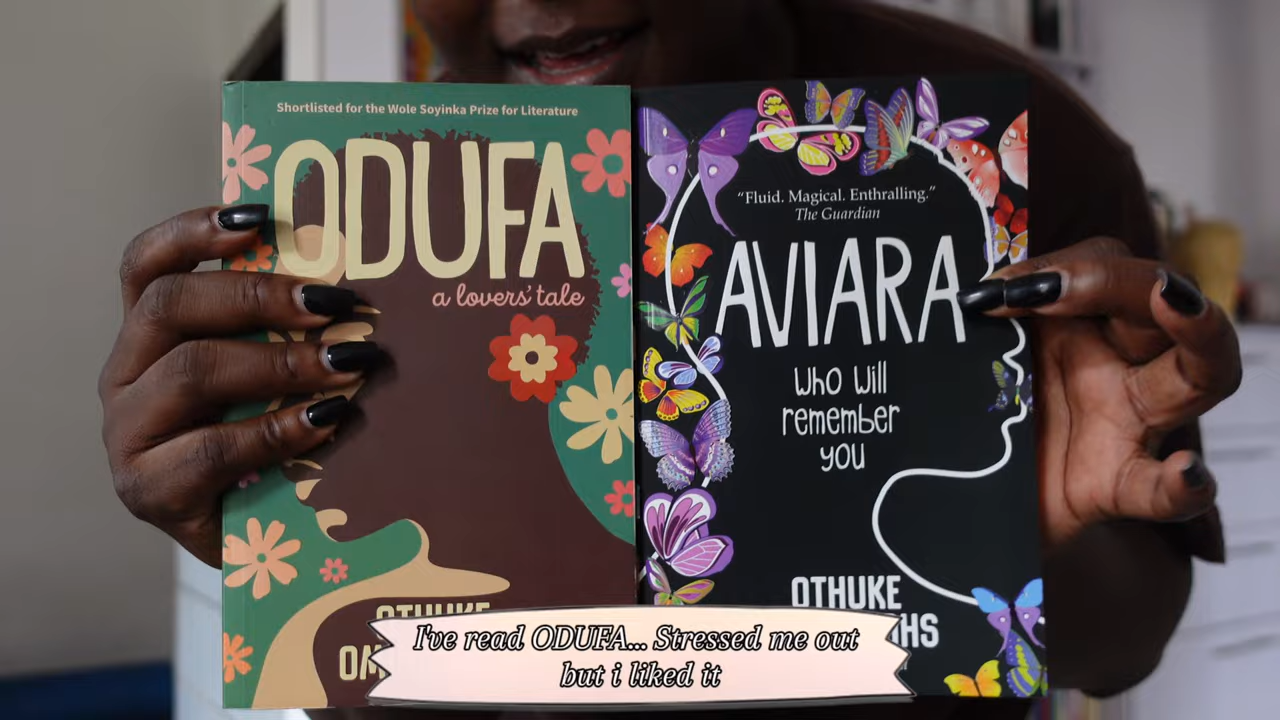 Shortlisted for the Wole Soyinka Prize for Literature
ODUFA
a lovers' tale
OTHUKE
“Fluid. Magical. Enthralling.”
The Guardian
AVIARA
who will
remember
you
OTHUKE
I've read ODUFA... Stressed me out
but i liked it